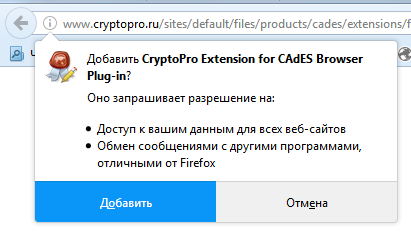 www.cryptopro.ru/sites/default/files/products/cades/extensions/f
Добавить CryptoPro Extension for CAdES Browser
Plug-in?
Оно запрашивает разрешение на:
• Доступ к вашим данным для всех веб-сайтов
• Обмен сообщениями с другими программами,
отличными от Firefox
Добавить
Отмена